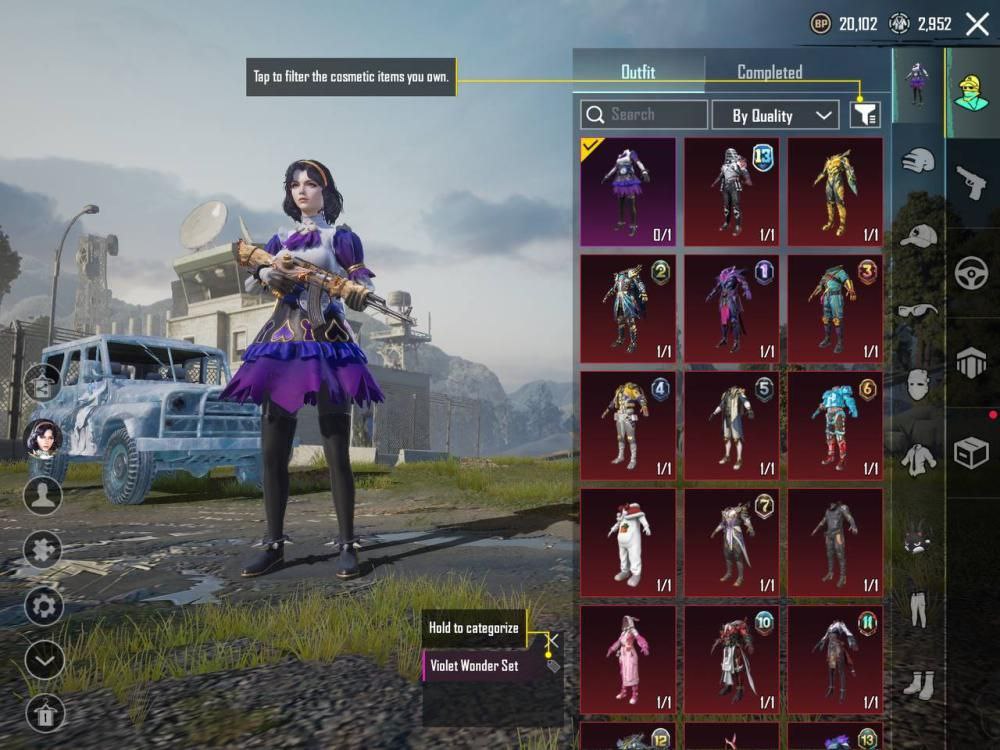 BP 20,102 2,952
Tap to filter the cosmetic items you own.
Outfit Completed
Search By Quality
0/1 13 1/1 1/1
2 1/1 1 1/1 3 1/1
4 1/1 5 1/1 6 1/1
1/1 7 1/1 1/1
10 1/1 1/1 11 1/1
12 13
Hold to categorize
Violet Wonder Set